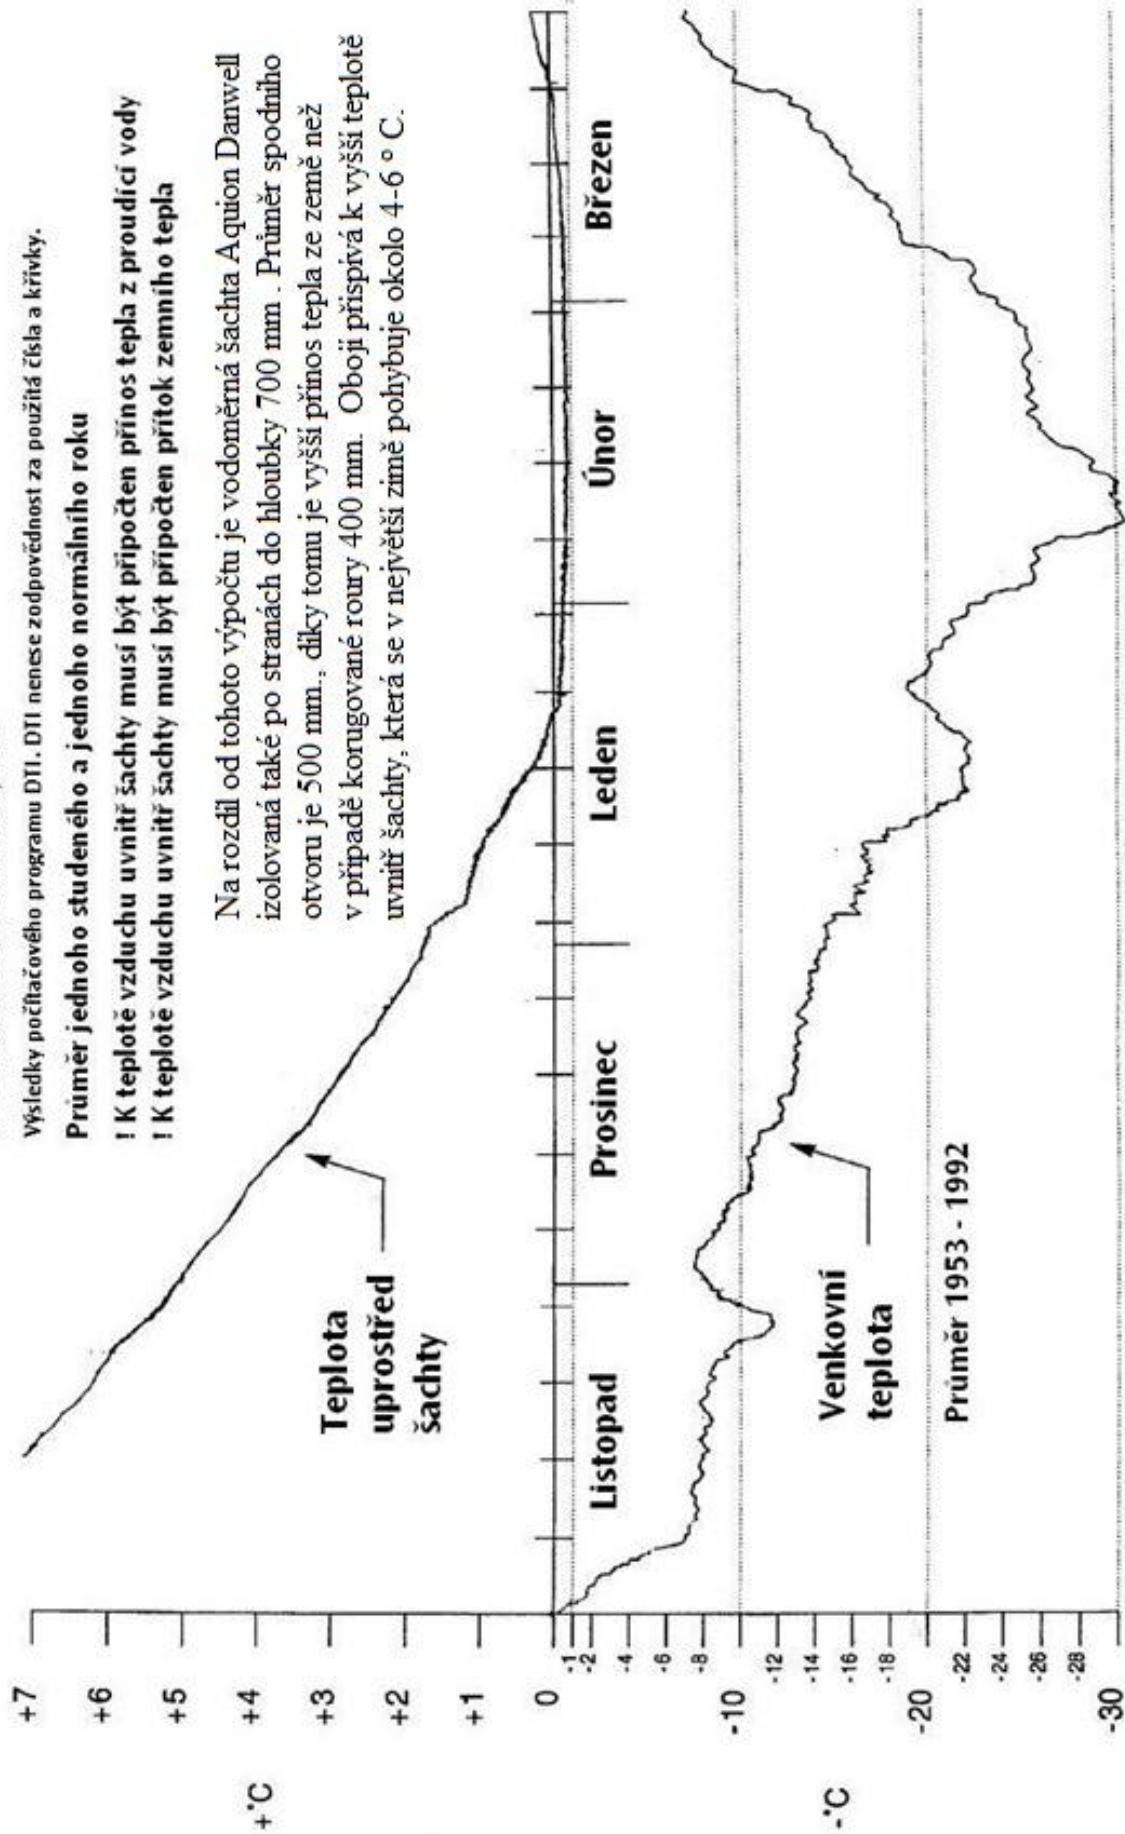 Výsledky počítačového programu DTI. DTI nenese zodpovědnost za použitá čísla a křivky.
Průměr jednoho studeného a jednoho normálního roku
! K teplotě vzduchu uvnitř šachty musí být připočten přínos tepla z proudící vody
! K teplotě vzduchu uvnitř šachty musí být připočten přítok zemního tepla
Na rozdíl od tohoto výpočtu je vodoměrná šachta Aquion Danwell
izolovaná také po stranách do hloubky 700 mm . Průměr spodního
otvoru je 500 mm., díky tomu je vyšší přínos tepla ze země než
v případě korugované roury 400 mm. Obojí přispívá k vyšší teplotě
uvnitř šachty, která se v největší zimě pohybuje okolo 4-6 ° C.
+°C
+7
+6
+5
+4
+3
+2
+1
0
-1
-2
-4
-6
-8
-10
-12
-14
-16
-18
-20
-22
-24
-26
-28
-30
-°C
Teplota
uprostřed
šachty
Listopad
Prosinec
Leden
Únor
Březen
Venkovní
teplota
Průměr 1953 - 1992